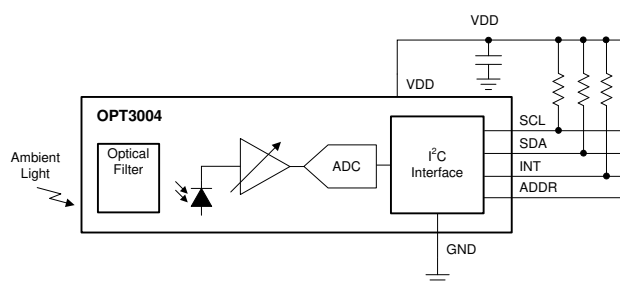 VDD
VDD
OPT3004
Ambient
Light
Optical
Filter
ADC
I²C
Interface
SCL
SDA
INT
ADDR
GND